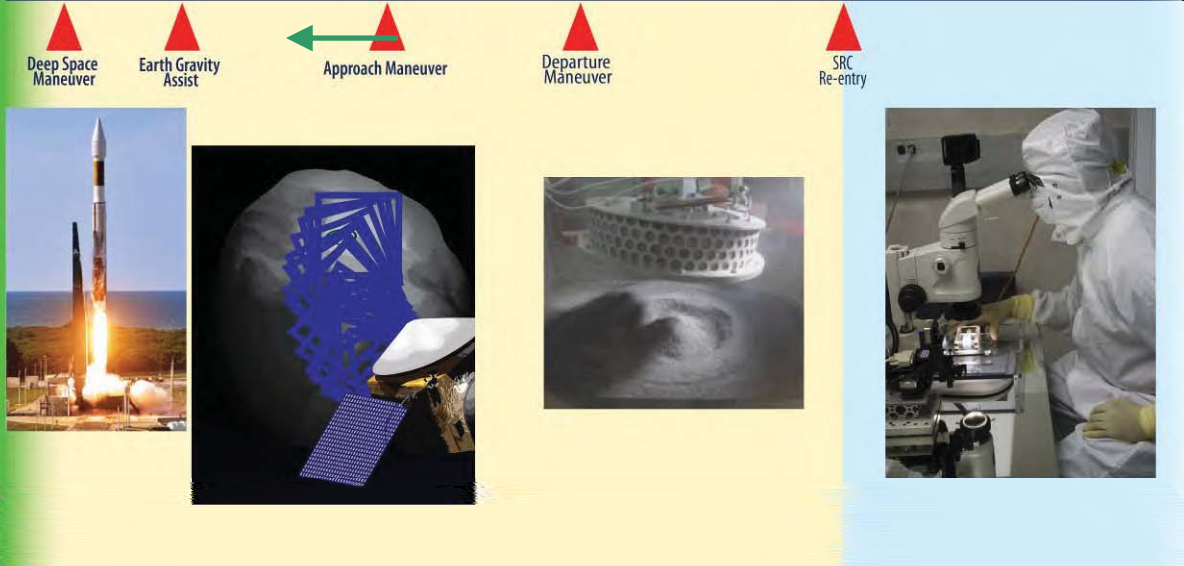 Deep Space
Maneuver
Earth Gravity
Assist
Approach Maneuver
Departure
Maneuver
SRC
Re-entry